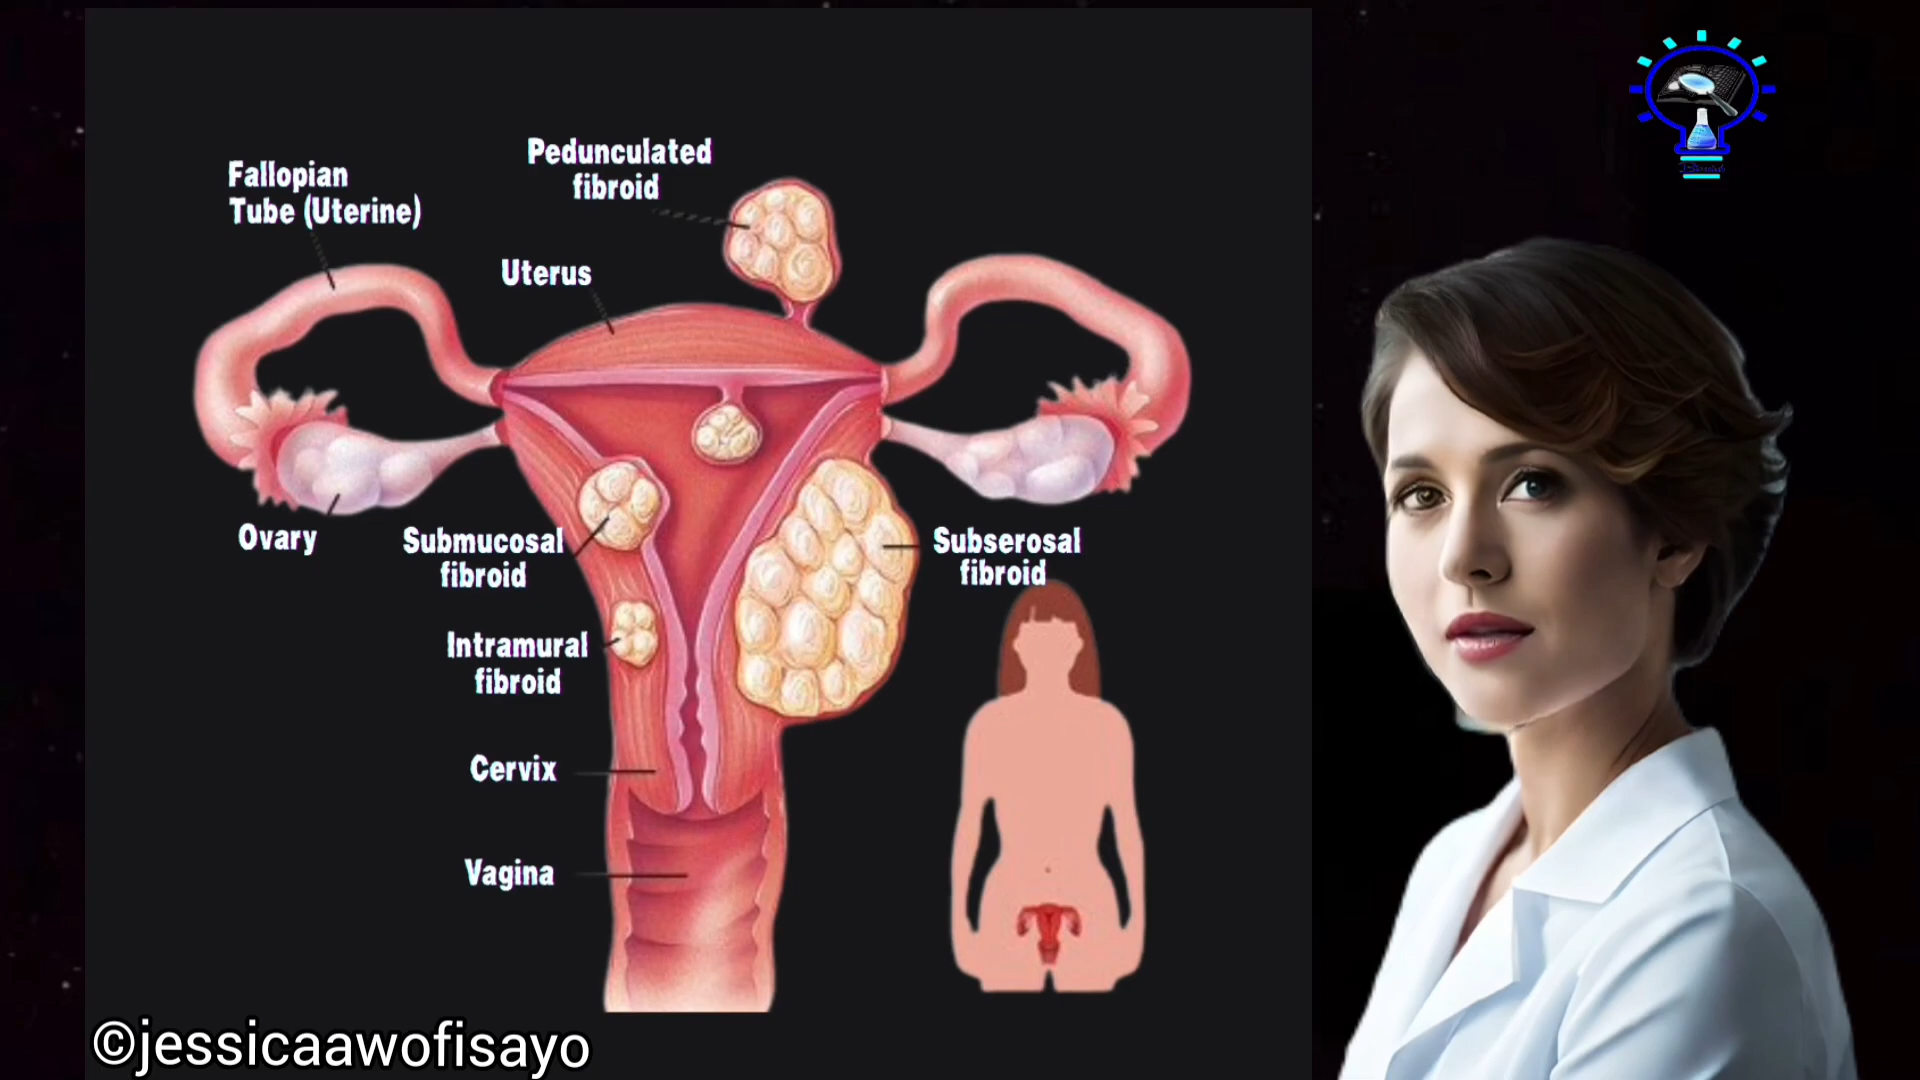 Pedunculated
fibroid
Fallopian
Tube (Uterine)
Uterus
Ovary
Submucosal
fibroid
Subserosal
fibroid
Intramural
fibroid
Cervix
Vagina
©jessicaawofisayo